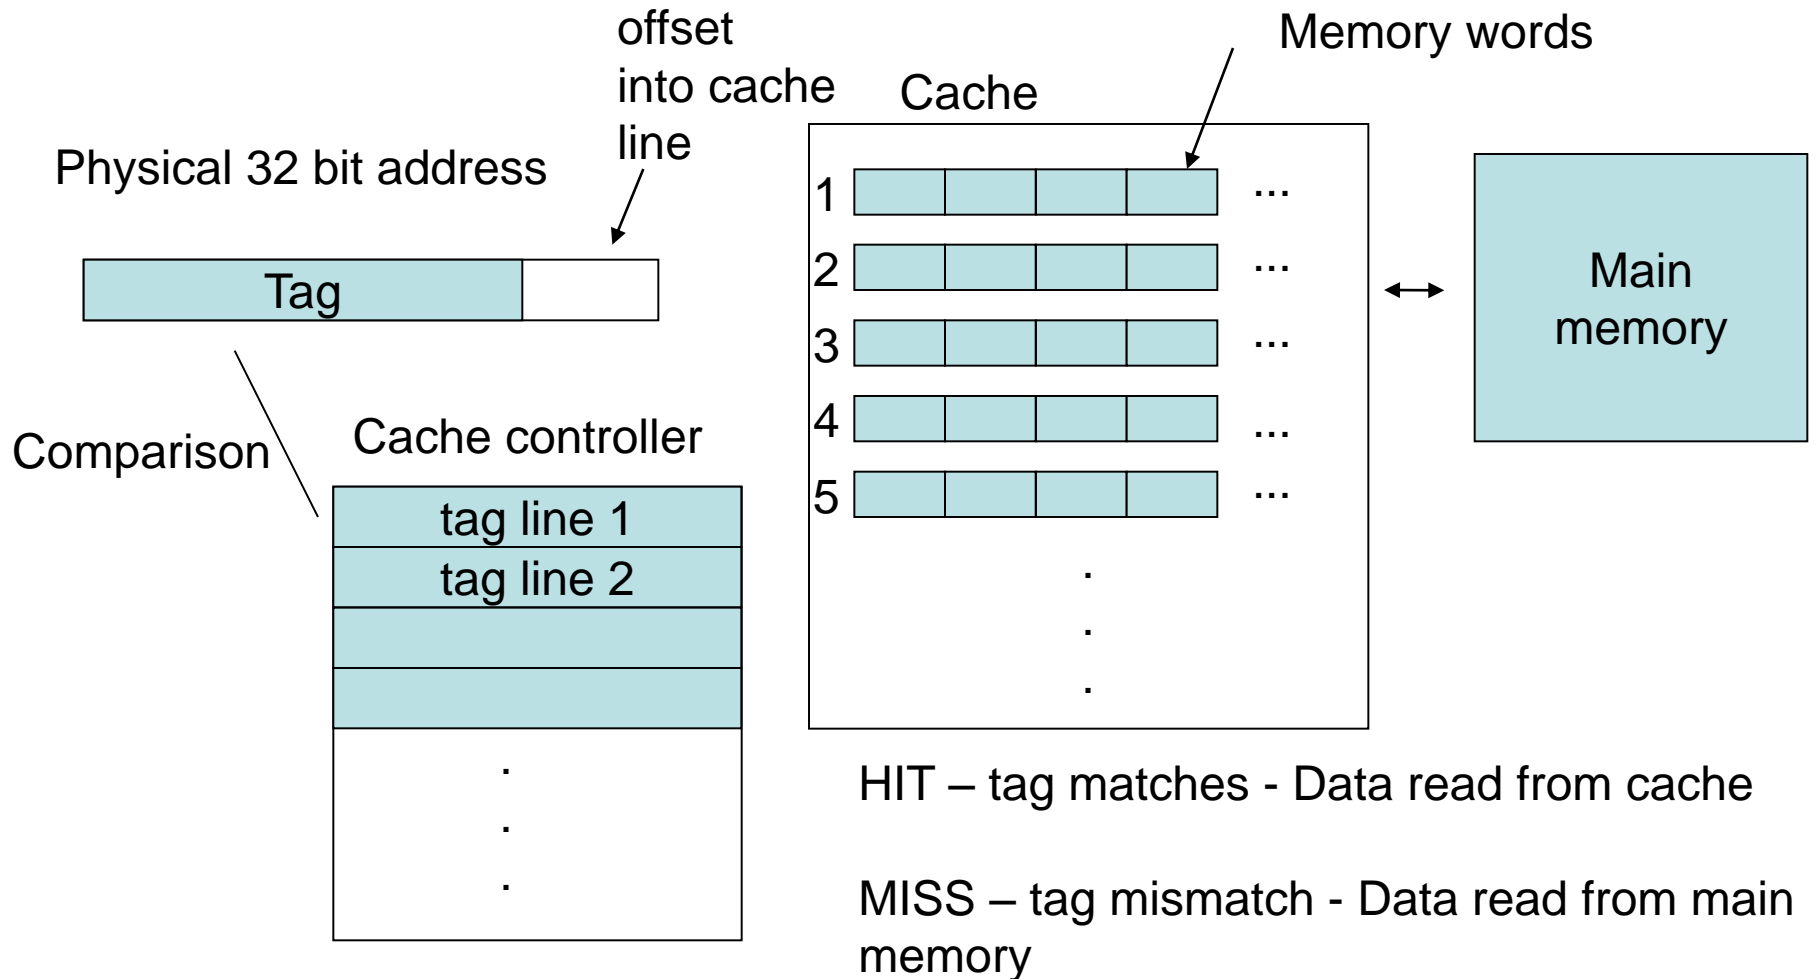 offset
into cache
line
Memory words
Cache
Physical 32 bit address
Tag
1 ...
2 ...
3 ...
4 ...
5 ...
.
.
.
Main
memory
Comparison
Cache controller
tag line 1
tag line 2
.
.
.
HIT – tag matches - Data read from cache
MISS – tag mismatch - Data read from main
memory